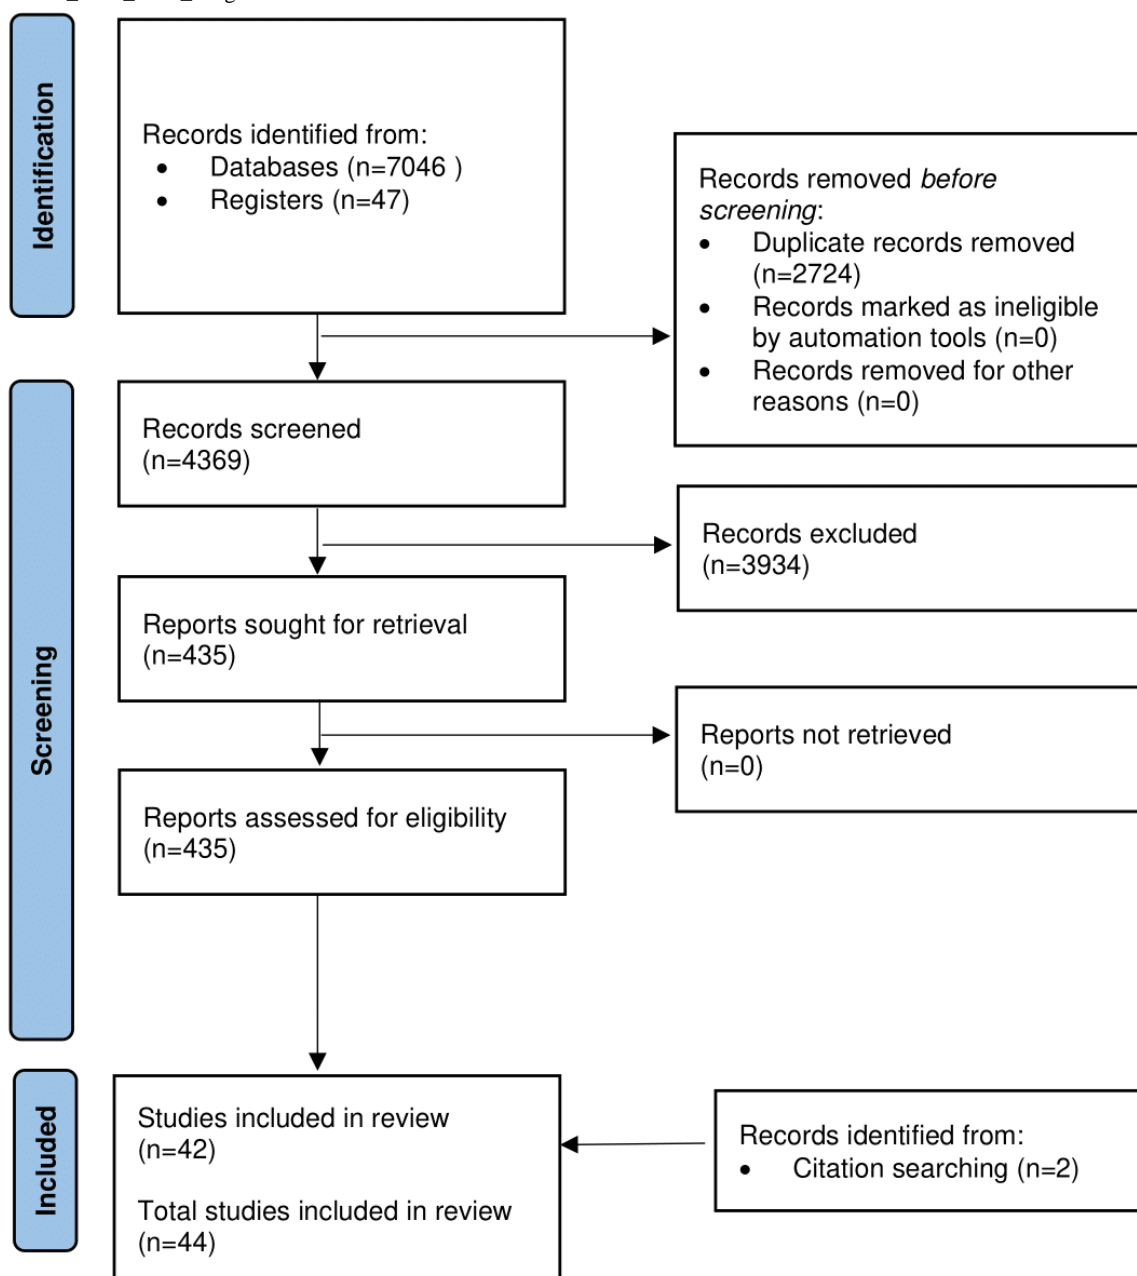 Identification
Records identified from:
• Databases (n=7046 )
• Registers (n=47)
Records removed before
screening:
• Duplicate records removed
(n=2724)
• Records marked as ineligible
by automation tools (n=0)
• Records removed for other
reasons (n=0)
Screening
Records screened
(n=4369)
Records excluded
(n=3934)
Reports sought for retrieval
(n=435)
Reports not retrieved
(n=0)
Reports assessed for eligibility
(n=435)
Included
Studies included in review
(n=42)
Total studies included in review
(n=44)
Records identified from:
• Citation searching (n=2)